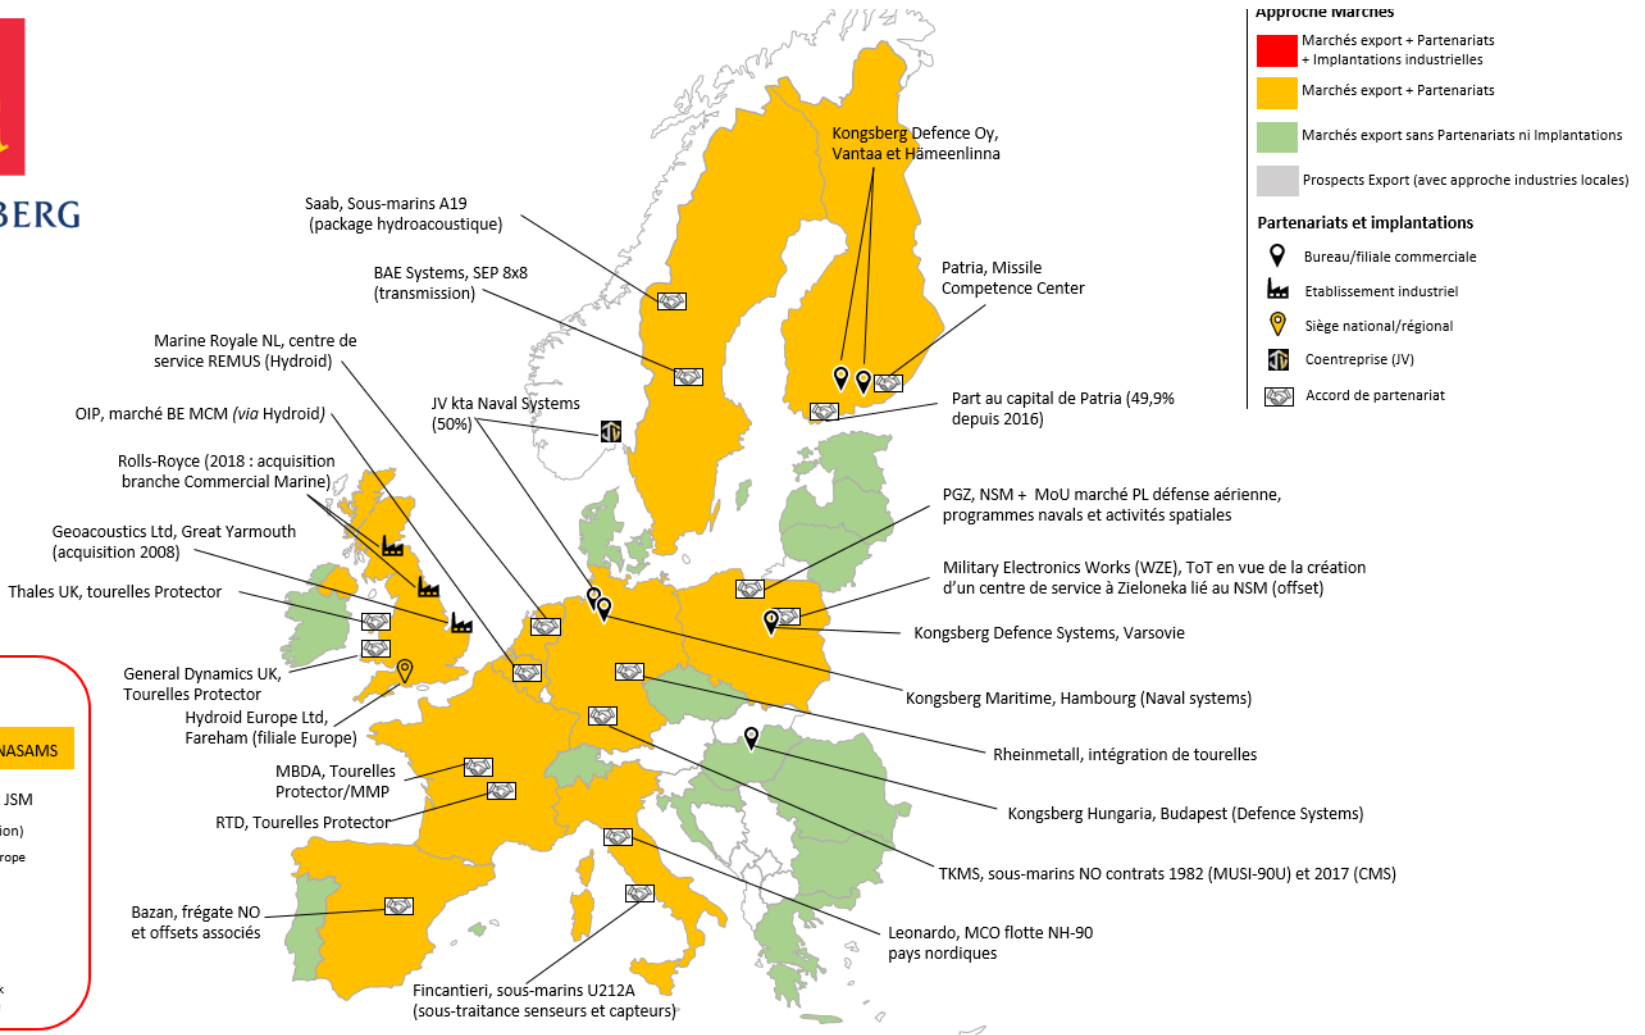 BERG
Approche Marchés
Marchés export + Partenariats
+ Implantations industrielles
Marchés export + Partenariats
Marchés export sans Partenariats ni Implantations
Prospects Export (avec approche industries locales)
Partenariats et implantations
Bureau/filiale commerciale
Etablissement industriel
Siège national/régional
Coentreprise (JV)
JV
Accord de partenariat
Kongsberg Defence Oy,
Vantaa et Hämeenlinna
Saab, Sous-marins A19
(package hydroacoustique)
BAE Systems, SEP 8x8
(transmission)
Patria, Missile
Competence Center
Marine Royale NL, centre de
service REMUS (Hydroid)
OIP, marché BE MCM (via Hydroid)
JV kta Naval Systems
(50%)
JV
Part au capital de Patria (49,9%
depuis 2016)
Rolls-Royce (2018 : acquisition
branche Commercial Marine)
PGZ, NSM + MoU marché PL défense aérienne,
programmes navals et activités spatiales
Geoacoustics Ltd, Great Yarmouth
(acquisition 2008)
Military Electronics Works (WZE), ToT en vue de la création
d'un centre de service à Zieloneka lié au NSM (offset)
Thales UK, tourelles Protector
Kongsberg Defence Systems, Varsovie
General Dynamics UK,
Tourelles Protector
Kongsberg Maritime, Hambourg (Naval systems)
Hydroid Europe Ltd,
Fareham (filiale Europe)
Rheinmetall, intégration de tourelles
MBDA, Tourelles
Protector/MMP
RTD, Tourelles Protector
Kongsberg Hungaria, Budapest (Defence Systems)
TKMS, sous-marins NO contrats 1982 (MUSI-90U) et 2017 (CMS)
Bazan, frégate NO
et offsets associés
Leonardo, MCO flotte NH-90
pays nordiques
Fincantieri, sous-marins U212A
(sous-traitance senseurs et capteurs)
NASAMS
JSM
ion)
rope